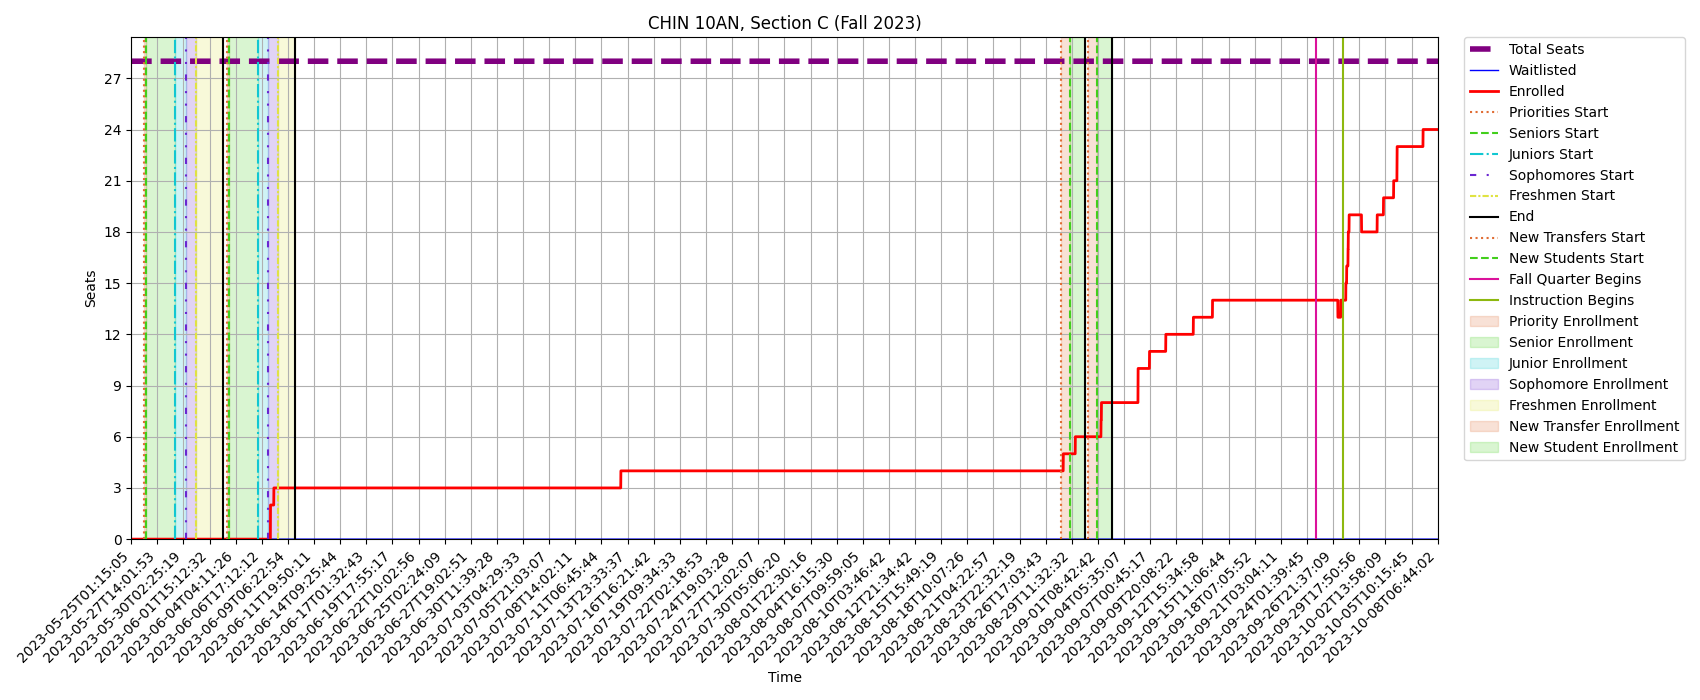 CHIN 10AN, Section C (Fall 2023)
Seats
27
24
21
18
15
12
9
6
3
0
2023-05-25T01:15:05
2023-05-27T14:01:53
2023-05-30T02:25:19
2023-06-01T15:12:32
2023-06-04T04:11:26
2023-06-06T17:12:12
2023-06-09T06:22:54
2023-06-11T19:50:11
2023-06-14T09:25:44
2023-06-17T01:32:43
2023-06-19T17:55:17
2023-06-22T10:02:56
2023-06-25T02:24:09
2023-06-27T19:02:51
2023-06-30T11:39:28
2023-07-03T04:29:33
2023-07-05T21:03:07
2023-07-08T14:02:11
2023-07-11T06:45:44
2023-07-13T23:33:37
2023-07-16T16:21:42
2023-07-19T09:34:33
2023-07-22T02:18:53
2023-07-24T19:03:28
2023-07-27T12:02:07
2023-07-30T05:06:20
2023-08-01T22:30:16
2023-08-04T16:15:30
2023-08-07T09:59:05
2023-08-10T03:46:42
2023-08-12T21:34:42
2023-08-15T15:49:19
2023-08-18T10:07:26
2023-08-21T04:22:57
2023-08-23T22:32:19
2023-08-26T17:03:43
2023-08-29T11:32:32
2023-09-01T08:42:42
2023-09-04T05:35:07
2023-09-07T00:45:17
2023-09-09T20:08:22
2023-09-12T15:34:58
2023-09-15T11:06:44
2023-09-18T07:05:52
2023-09-21T03:04:11
2023-09-24T01:39:45
2023-09-26T21:37:09
2023-09-29T17:50:56
2023-10-02T13:58:09
2023-10-05T10:15:45
2023-10-08T06:44:02
Time
Total Seats
Waitlisted
Enrolled
Priorities Start
Seniors Start
Juniors Start
Sophomores Start
Freshmen Start
End
New Transfers Start
New Students Start
Fall Quarter Begins
Instruction Begins
Priority Enrollment
Senior Enrollment
Junior Enrollment
Sophomore Enrollment
Freshmen Enrollment
New Transfer Enrollment
New Student Enrollment